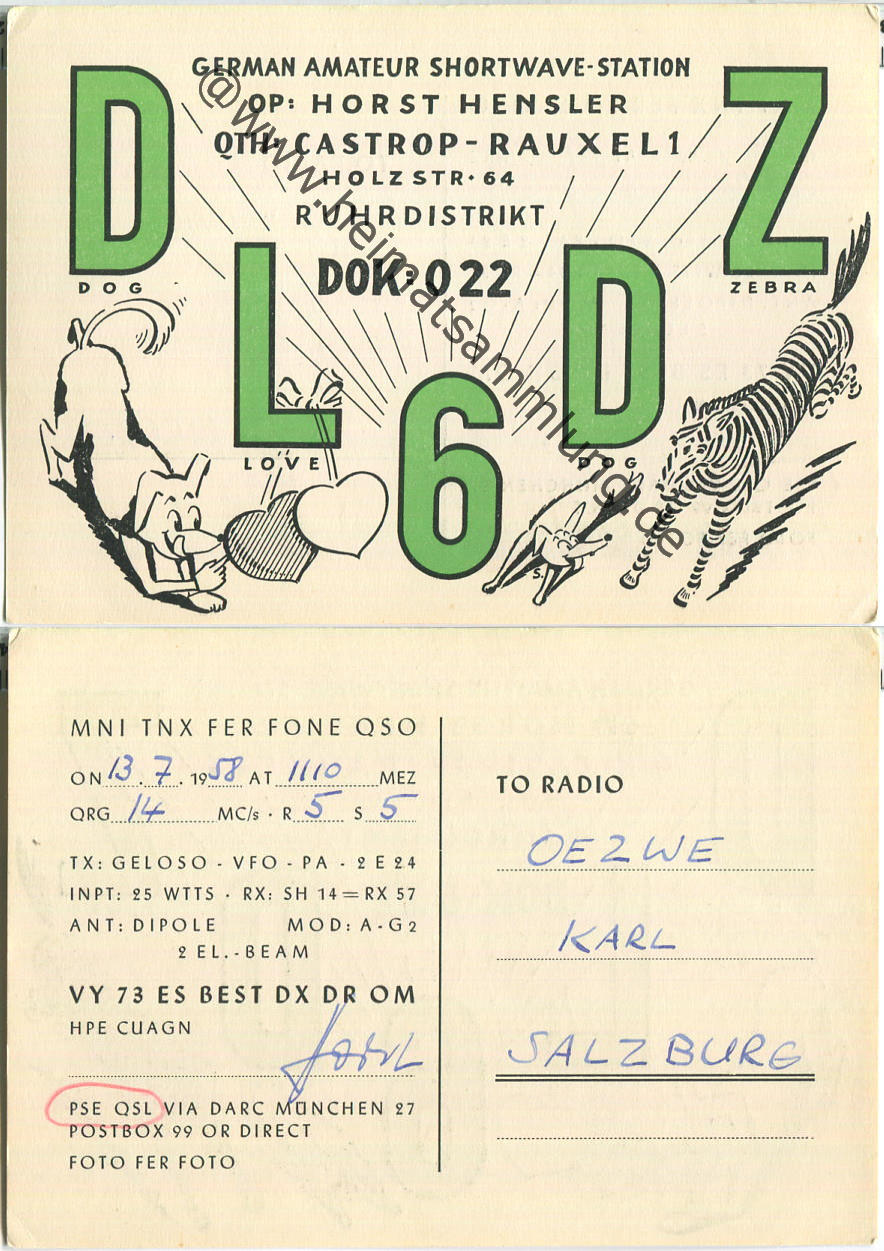 GERMAN AMATEUR SHORTWAVE-STATION
OP: HORST HENSLER
QTH: CASTROP-RAUXEL 1
HOLZSTR. 64
RUHRDISTRIKT
DOK: O 22
D L 6 D Z
DOG
LOVE
DOG
ZEBRA
S.
@www.heimatsammlung.de
MNI TNX FER FONE QSO
ON 13. 7. 1958 AT 1110 MEZ
QRG 14 MC/s · R 5 S 5
TX: GELOSO - VFO - PA - 2 E 24
INPT: 25 WTTS · RX: SH 14 = RX 57
ANT: DIPOLE MOD: A-G2
2 EL.-BEAM
VY 73 ES BEST DX DR OM
HPE CUAGN
Horst
PSE QSL VIA DARC MÜNCHEN 27
POSTBOX 99 OR DIRECT
FOTO FER FOTO
TO RADIO
OE2WE
KARL
SALZBURG